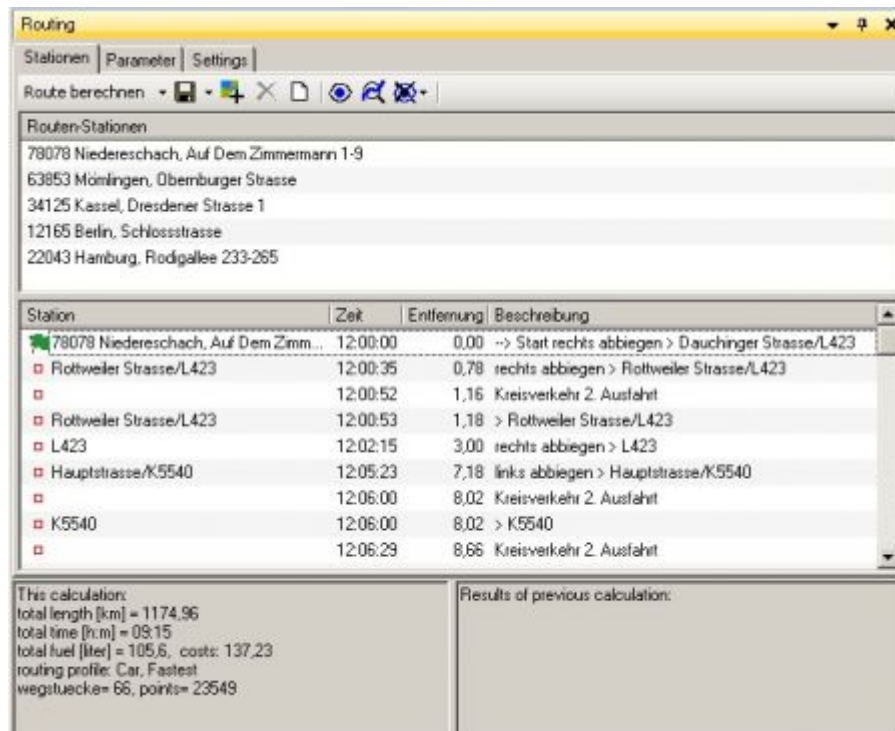 Routing
Stationen Parameter Settings
Route berechnen
Routen-Stationen
78078 Niedereschach, Auf Dem Zimmermann 1-9
63853 Mömlingen, Obernburger Strasse
34125 Kassel, Dresdener Strasse 1
12165 Berlin, Schlossstrasse
22043 Hamburg, Rodigallee 233-265
Station Zeit Entfernung Beschreibung
78078 Niedereschach, Auf Dem Zimm... 12:00:00 0,00 --> Start rechts abbiegen > Dauchinger Strasse/L423
Rottweiler Strasse/L423 12:00:35 0,78 rechts abbiegen > Rottweiler Strasse/L423
12:00:52 1,16 Kreisverkehr 2. Ausfahrt
Rottweiler Strasse/L423 12:00:53 1,18 > Rottweiler Strasse/L423
L423 12:02:15 3,00 rechts abbiegen > L423
Hauptstrasse/K5540 12:05:23 7,18 links abbiegen > Hauptstrasse/K5540
12:06:00 8,02 Kreisverkehr 2. Ausfahrt
K5540 12:06:00 8,02 > K5540
12:06:29 8,66 Kreisverkehr 2. Ausfahrt
This calculation: Results of previous calculation:
total length [km] = 1174,96
total time [h:m] = 09:15
total fuel [liter] = 105,6, costs: 137,23
routing profile: Car, Fastest
wegstuecke= 66, points= 23549